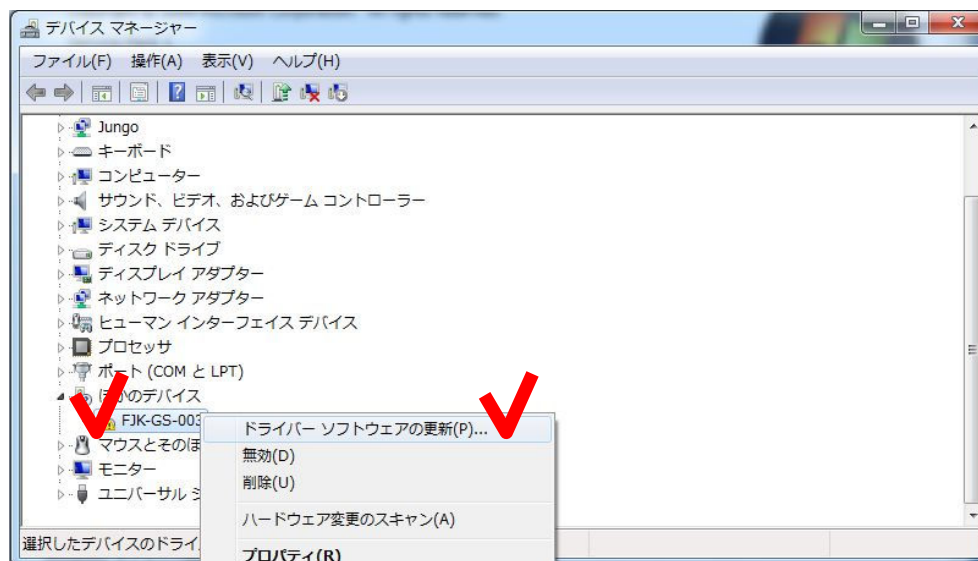 デバイス マネージャー
ファイル(F) 操作(A) 表示(V) ヘルプ(H)
Jungo
キーボード
コンピューター
サウンド、ビデオ、およびゲーム コントローラー
システム デバイス
ディスク ドライブ
ディスプレイ アダプター
ネットワーク アダプター
ヒューマン インターフェイス デバイス
プロセッサ
ポート (COM と LPT)
ほかのデバイス
FJK-GS-003
ドライバー ソフトウェアの更新(P)...
マウスとそのほ
無効(D)
モニター
削除(U)
ユニバーサル シ
ハードウェア変更のスキャン(A)
選択したデバイスのドライ
プロパティ(R)